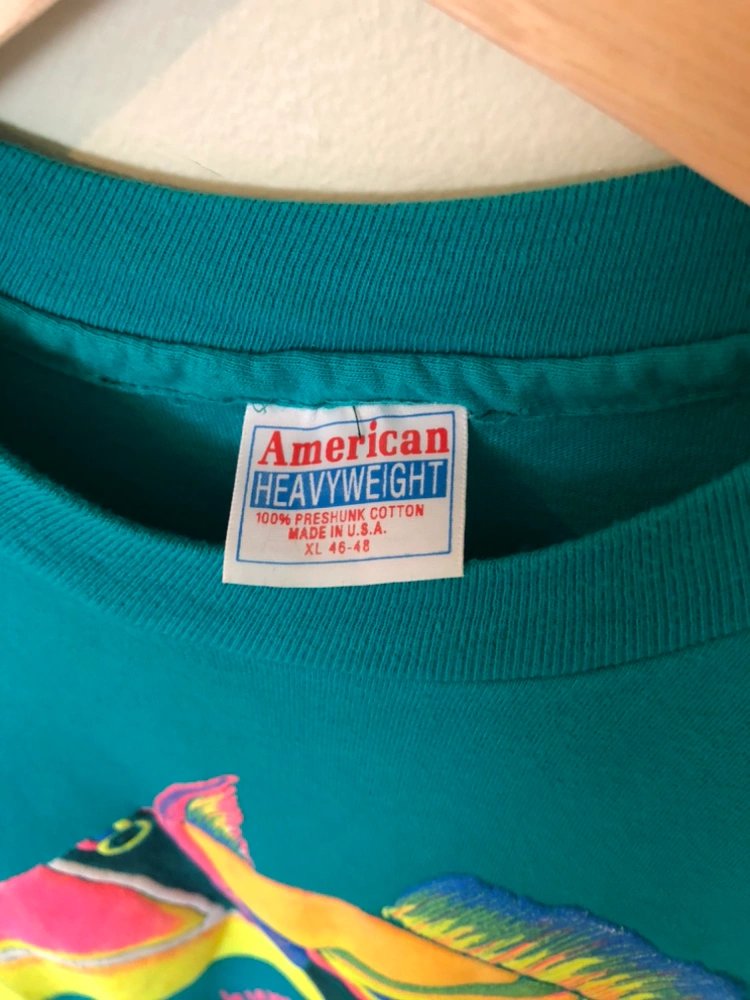 American
HEAVYWEIGHT
100% PRESHUNK COTTON
MADE IN U.S.A.
XL 46-48